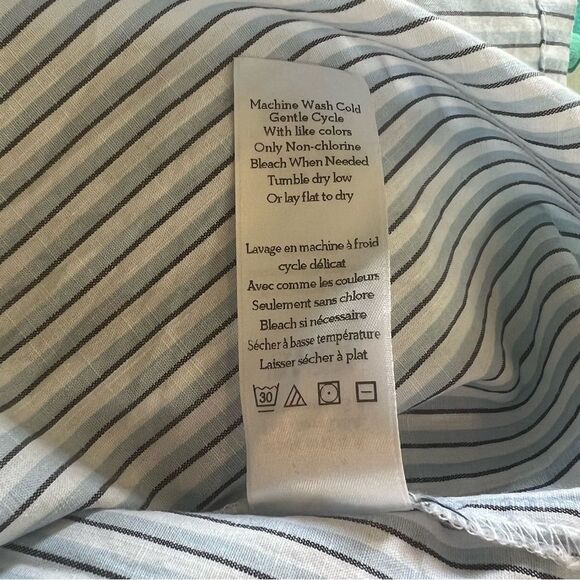 Machine Wash Cold
Gentle Cycle
With like colors
Only Non-chlorine
Bleach When Needed
Tumble dry low
Or lay flat to dry
Lavage en machine à froid
cycle délicat
Avec comme les couleurs
Seulement sans chlore
Bleach si nécessaire
Sécher à basse température
Laisser sécher à plat
30